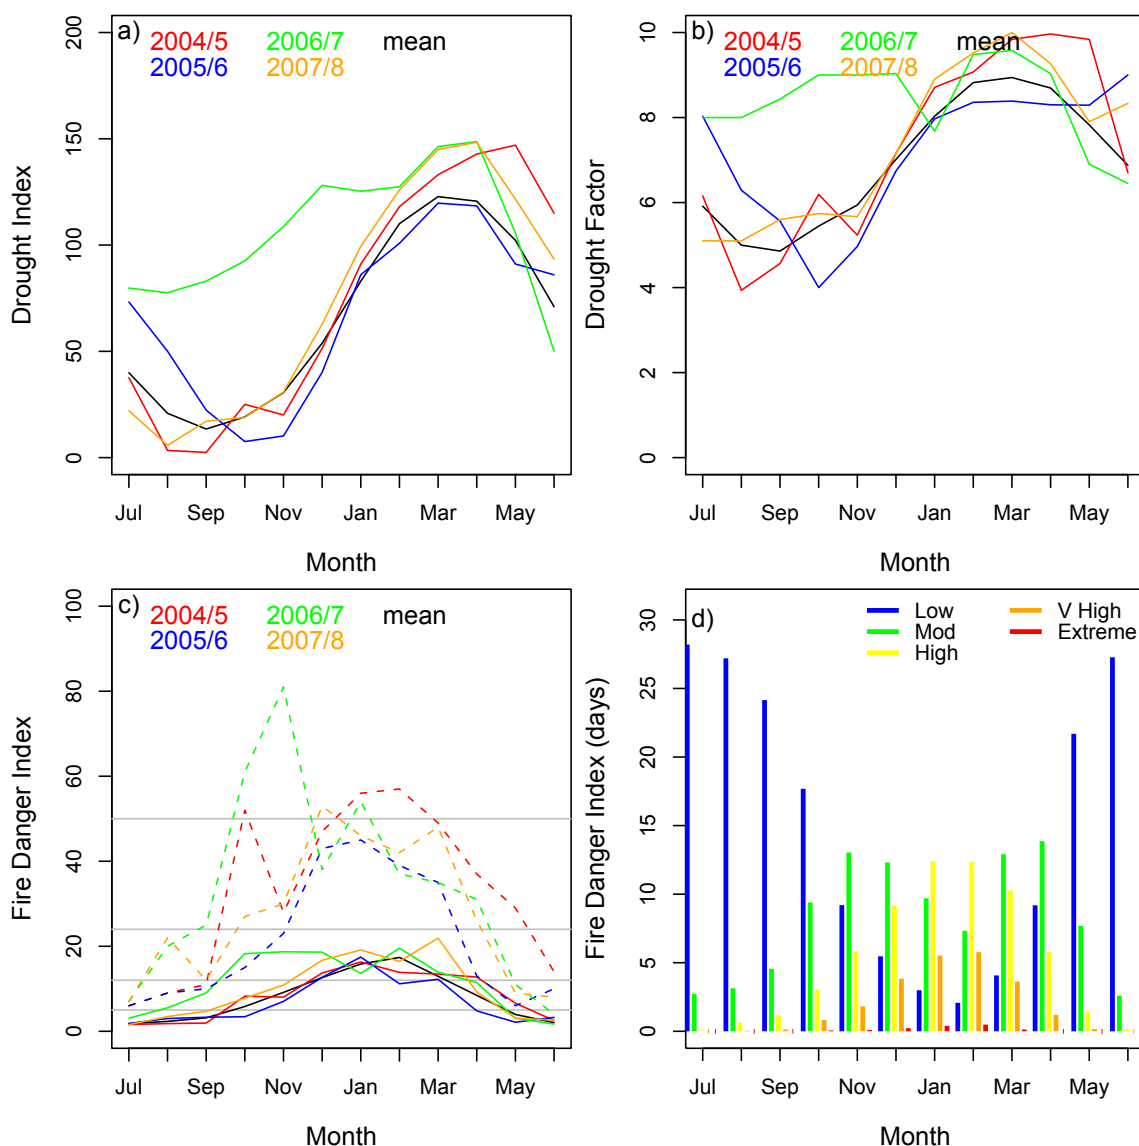 a)
2004/5 2006/7 mean
2005/6 2007/8
200
150
100
50
0
Drought Index
Jul Sep Nov Jan Mar May
Month
b)
2004/5 2006/7 mean
2005/6 2007/8
10
8
6
4
2
0
Drought Factor
Jul Sep Nov Jan Mar May
Month
c)
2004/5 2006/7 mean
2005/6 2007/8
100
80
60
40
20
0
Fire Danger Index
Jul Sep Nov Jan Mar May
Month
d)
Low V High
Mod Extreme
High
30
25
20
15
10
5
0
Fire Danger Index (days)
Jul Sep Nov Jan Mar May
Month